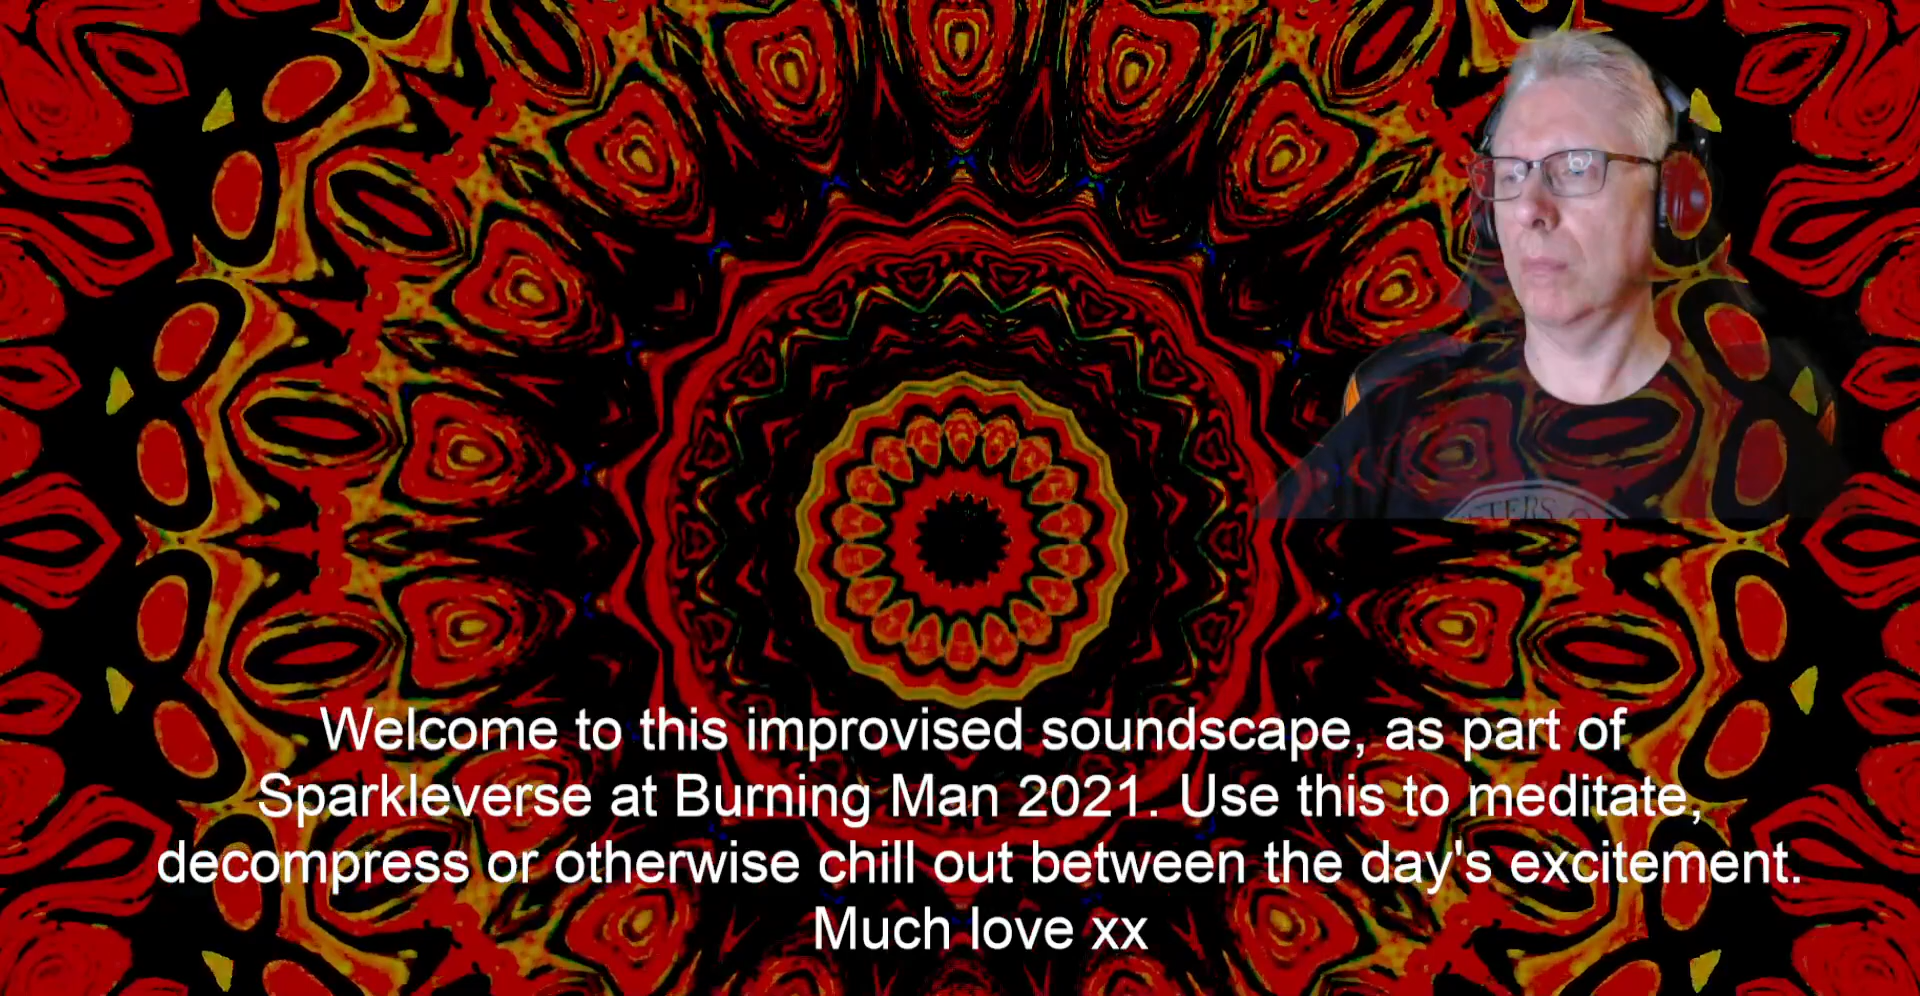 Welcome to this improvised soundscape, as part of
Sparkleverse at Burning Man 2021. Use this to meditate,
decompress or otherwise chill out between the day's excitement.
Much love xx